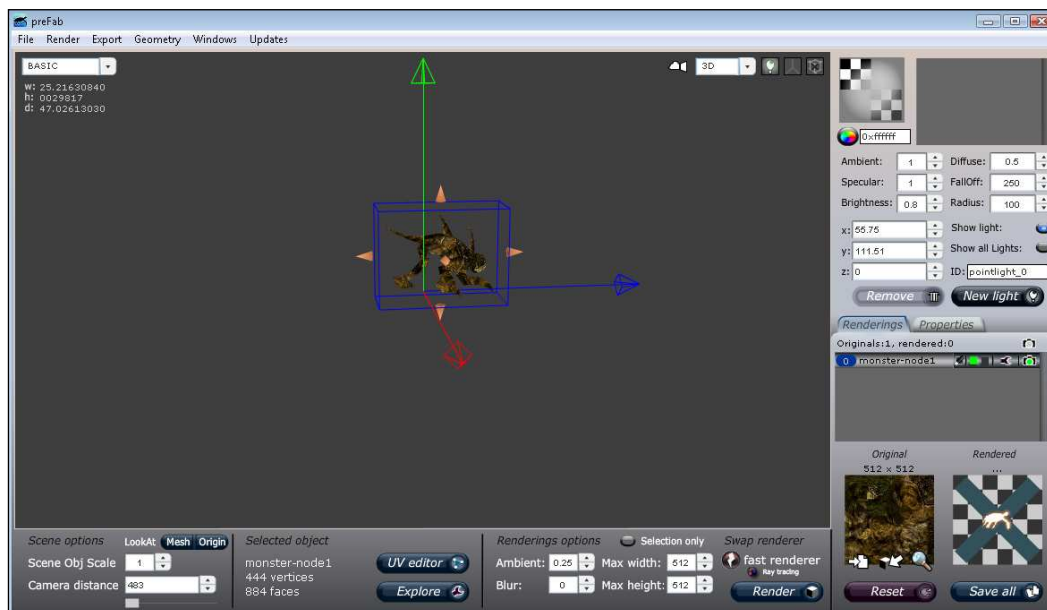 preFab
File Render Export Geometry Windows Updates
BASIC
3D
w: 25.21630840
h: 0029817
d: 47.02613030
0xffffff
Ambient: 1 Diffuse: 0.5
Specular: 1 FallOff: 250
Brightness: 0.8 Radius: 100
x: 55.75 Show light:
y: 111.51 Show all Lights:
z: 0 ID: pointlight_0
Remove New light
Renderings Properties
Originals:1, rendered:0
0 monster-node1
Original Rendered
512 x 512 ...
Scene options LookAt Mesh Origin
Scene Obj Scale 1
Camera distance 483
Selected object
monster-node1
444 vertices
884 faces
UV editor
Explore
Renderings options Selection only
Ambient: 0.25 Max width: 512
Blur: 0 Max height: 512
Swap renderer
fast renderer
Ray tracing
Render
Reset Save all